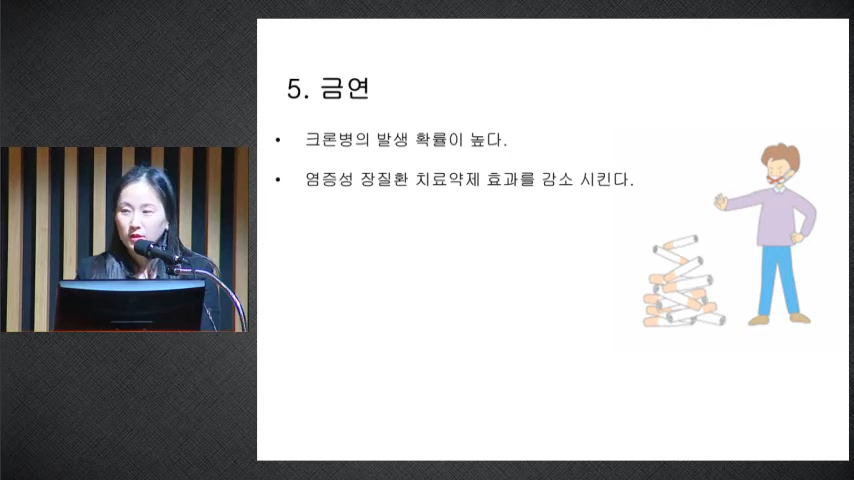 5. 금연
• 크론병의 발생 확률이 높다.
• 염증성 장질환 치료약제 효과를 감소 시킨다.